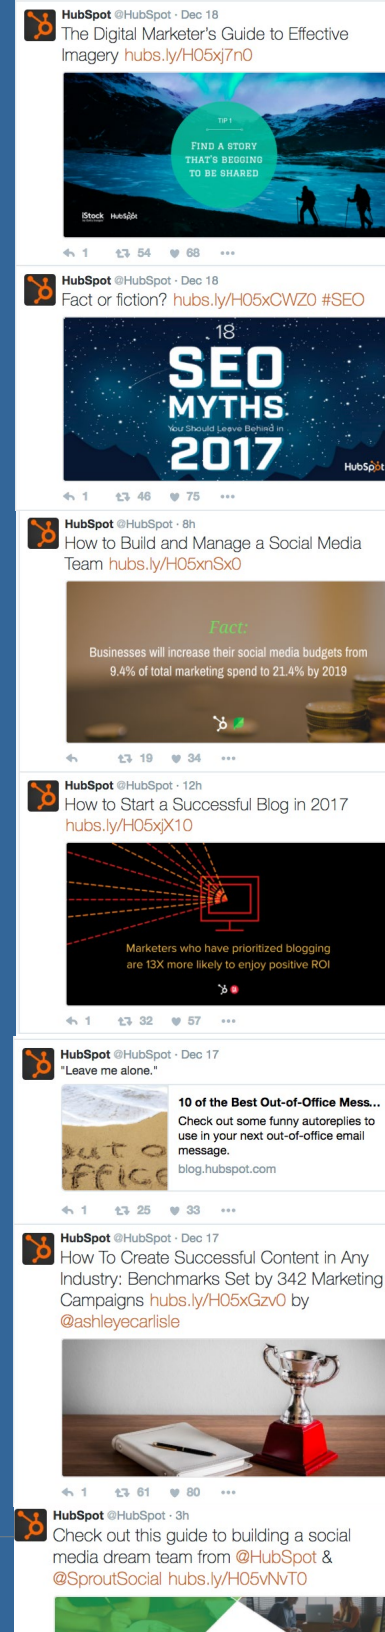 HubSpot @HubSpot · Dec 18
The Digital Marketer's Guide to Effective
Imagery hubs.ly/H05xj7n0
TIP 1
FIND A STORY
THAT'S BEGGING
TO BE SHARED
iStock HubSpot
1 54 68
HubSpot @HubSpot · Dec 18
Fact or fiction? hubs.ly/H05xCWZ0 #SEO
18
SEO
MYTHS
You Should Leave Behind in
2017
HubSpot
1 46 75
HubSpot @HubSpot · 8h
How to Build and Manage a Social Media
Team hubs.ly/H05xnSx0
Fact:
Businesses will increase their social media budgets from
9.4% of total marketing spend to 21.4% by 2019
19 34
HubSpot @HubSpot · 12h
How to Start a Successful Blog in 2017
hubs.ly/H05xjX10
Marketers who have prioritized blogging
are 13X more likely to enjoy positive ROI
1 32 57
HubSpot @HubSpot · Dec 17
"Leave me alone."
10 of the Best Out-of-Office Mess...
Check out some funny autoreplies to
use in your next out-of-office email
message.
blog.hubspot.com
out o
office
1 25 33
HubSpot @HubSpot · Dec 17
How To Create Successful Content in Any
Industry: Benchmarks Set by 342 Marketing
Campaigns hubs.ly/H05xGzv0 by
@ashleyecarlisle
1 61 80
HubSpot @HubSpot · 3h
Check out this guide to building a social
media dream team from @HubSpot &
@SproutSocial hubs.ly/H05vNvT0